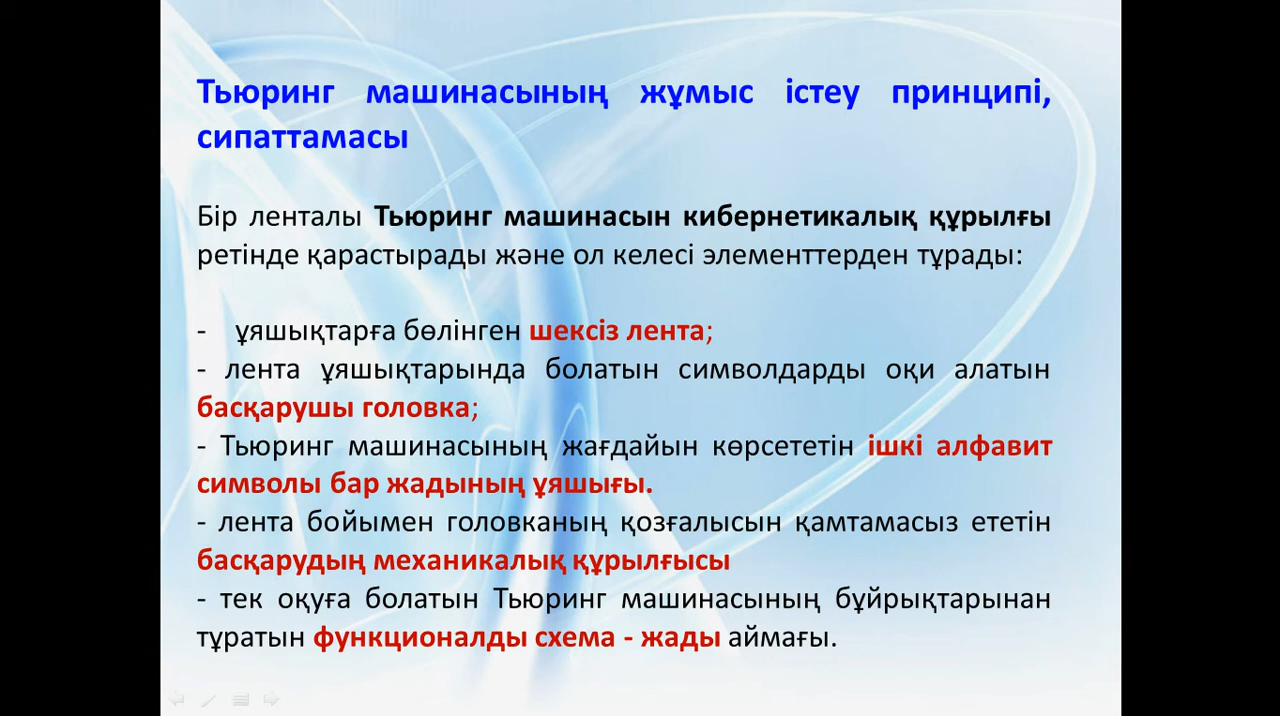 Тьюринг машинасының жұмыс істеу принципі,
сипаттамасы
Бір ленталы Тьюринг машинасын кибернетикалық құрылғы
ретінде қарастырады және ол келесі элементтерден тұрады:
- ұяшықтарға бөлінген шексіз лента;
- лента ұяшықтарында болатын символдарды оқи алатын
басқарушы головка;
- Тьюринг машинасының жағдайын көрсететін ішкі алфавит
символы бар жадының ұяшығы.
- лента бойымен головканың қозғалысын қамтамасыз ететін
басқарудың механикалық құрылғысы
- тек оқуға болатын Тьюринг машинасының бұйрықтарынан
тұратын функционалды схема - жады аймағы.